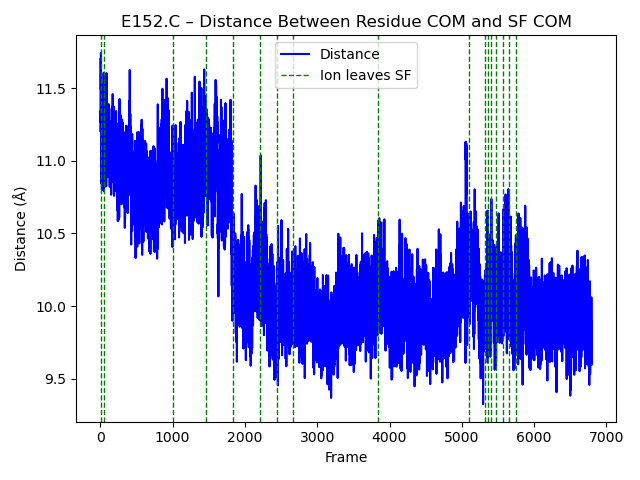 E152.C – Distance Between Residue COM and SF COM
Distance
Ion leaves SF
Distance (Å)
11.5
11.0
10.5
10.0
9.5
0 1000 2000 3000 4000 5000 6000 7000
Frame